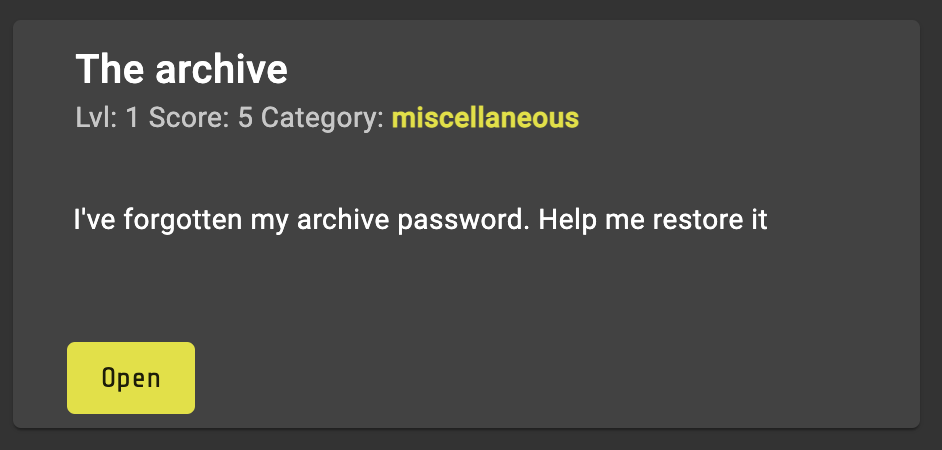 The archive
Lvl: 1 Score: 5 Category: miscellaneous
I've forgotten my archive password. Help me restore it
Open